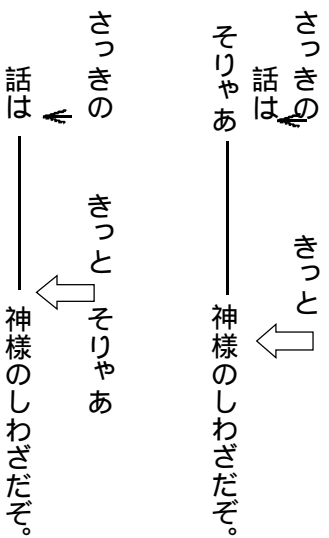 さっきの
きっと
話は
そりゃあ
神様のしわざだぞ。
さっきの
きっと
そりゃあ
話は
神様のしわざだぞ。